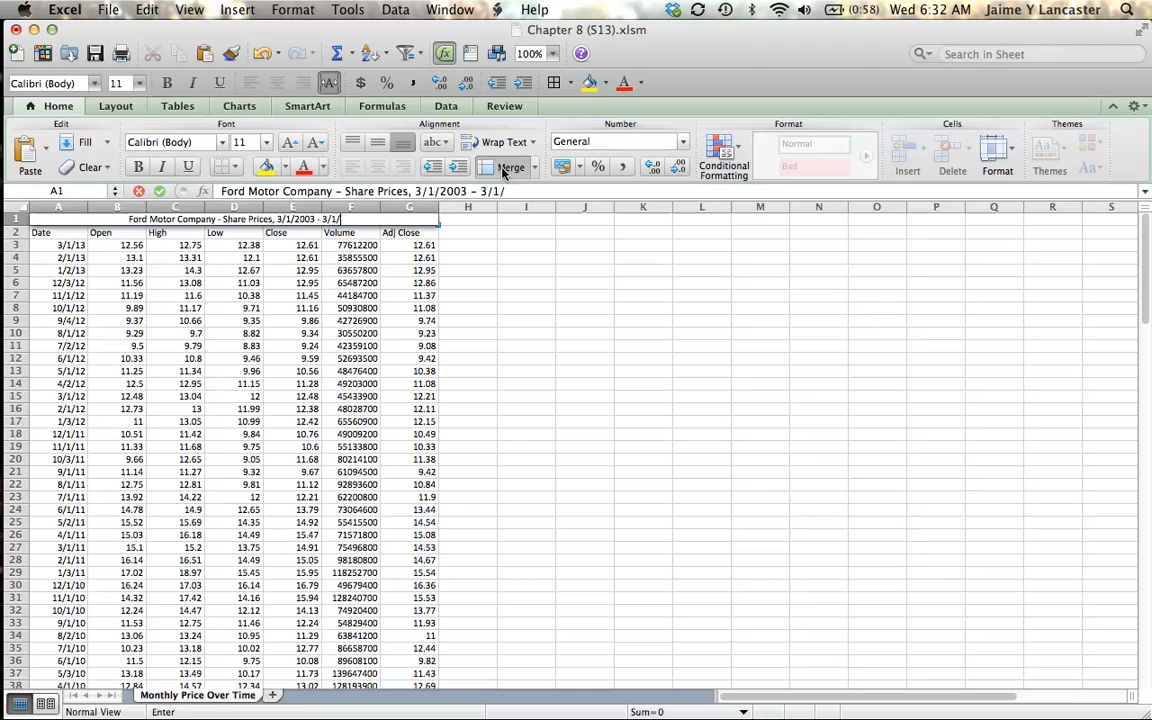 Excel File Edit View Insert Format Tools Data Window Help (0:58) Wed 6:32 AM Jaime Y Lancaster
Chapter 8 (S13).xlsm
100% Search in Sheet
Calibri (Body) 11 B I U $ % ,
Home Layout Tables Charts SmartArt Formulas Data Review
Edit Font Alignment Number Format Cells Themes
Fill Calibri (Body) 11 A A abc Wrap Text General Normal
Paste Clear B I U A Merge % , Conditional Formatting Bad Insert Delete Format Themes Aa
A1 Ford Motor Company - Share Prices, 3/1/2003 - 3/1/
A B C D E F G H I J K L M N O P Q R S
1 Ford Motor Company - Share Prices, 3/1/2003 - 3/1/
2 Date Open High Low Close Volume Adj Close
3 3/1/13 12.56 12.75 12.38 12.61 77612200 12.61
4 2/1/13 13.1 13.31 12.1 12.61 35855500 12.61
5 1/2/13 13.23 14.3 12.67 12.95 63657800 12.95
6 12/3/12 11.56 13.08 11.03 12.95 65487200 12.86
7 11/1/12 11.19 11.6 10.38 11.45 44184700 11.37
8 10/1/12 9.89 11.17 9.71 11.16 50930800 11.08
9 9/4/12 9.37 10.66 9.35 9.86 42726900 9.74
10 8/1/12 9.29 9.7 8.82 9.34 30550200 9.23
11 7/2/12 9.5 9.79 8.83 9.24 42359100 9.08
12 6/1/12 10.33 10.8 9.46 9.59 52693500 9.42
13 5/1/12 11.25 11.34 9.96 10.56 48476400 10.38
14 4/2/12 12.5 12.95 11.15 11.28 49203000 11.08
15 3/1/12 12.48 13.04 12 12.48 45433900 12.21
16 2/1/12 12.73 13 11.99 12.38 48028700 12.11
17 1/3/12 11 13.05 10.99 12.42 65560900 12.15
18 12/1/11 10.51 11.42 9.84 10.76 49009200 10.49
19 11/1/11 11.33 11.68 9.75 10.6 55133800 10.33
20 10/3/11 9.66 12.65 9.05 11.68 80214100 11.38
21 9/1/11 11.14 11.27 9.32 9.67 61094500 9.42
22 8/1/11 12.75 12.81 9.81 11.12 92893600 10.84
23 7/1/11 13.92 14.22 12 12.21 62200800 11.9
24 6/1/11 14.78 14.9 12.65 13.79 73064600 13.44
25 5/2/11 15.52 15.69 14.35 14.92 55415500 14.54
26 4/1/11 15.03 16.18 14.49 15.47 71571800 15.08
27 3/1/11 15.1 15.2 13.75 14.91 75496800 14.53
28 2/1/11 16.14 16.51 14.49 15.05 98180800 14.67
29 1/3/11 17.02 18.97 15.45 15.95 118252700 15.54
30 12/1/10 16.24 17.03 16.14 16.79 49679400 16.36
31 11/1/10 14.32 17.42 14.16 15.94 128240700 15.53
32 10/1/10 12.24 14.47 12.12 14.13 74920400 13.77
33 9/1/10 11.53 12.75 11.46 12.24 54829400 11.93
34 8/2/10 13.06 13.24 10.95 11.29 63841200 11
35 7/1/10 10.23 13.18 10.02 12.77 86658700 12.44
36 6/1/10 11.5 12.15 9.75 10.08 89608100 9.82
37 5/3/10 13.18 13.49 10.17 11.73 139647400 11.43
38 4/1/10 12.84 14.57 12.34 13.02 128193900 12.69
Monthly Price Over Time
Normal View Enter Sum=0